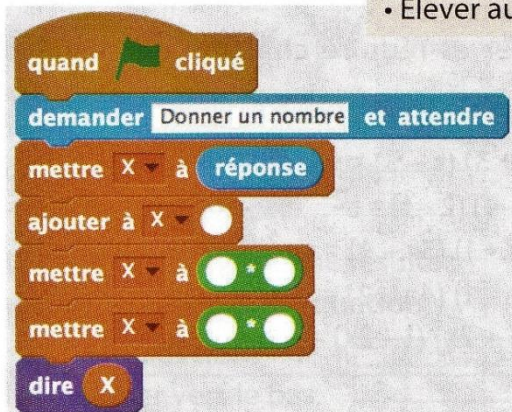 • Élever au
quand cliqué
demander Donner un nombre et attendre
mettre X à réponse
ajouter à X
mettre X à *
mettre X à *
dire X